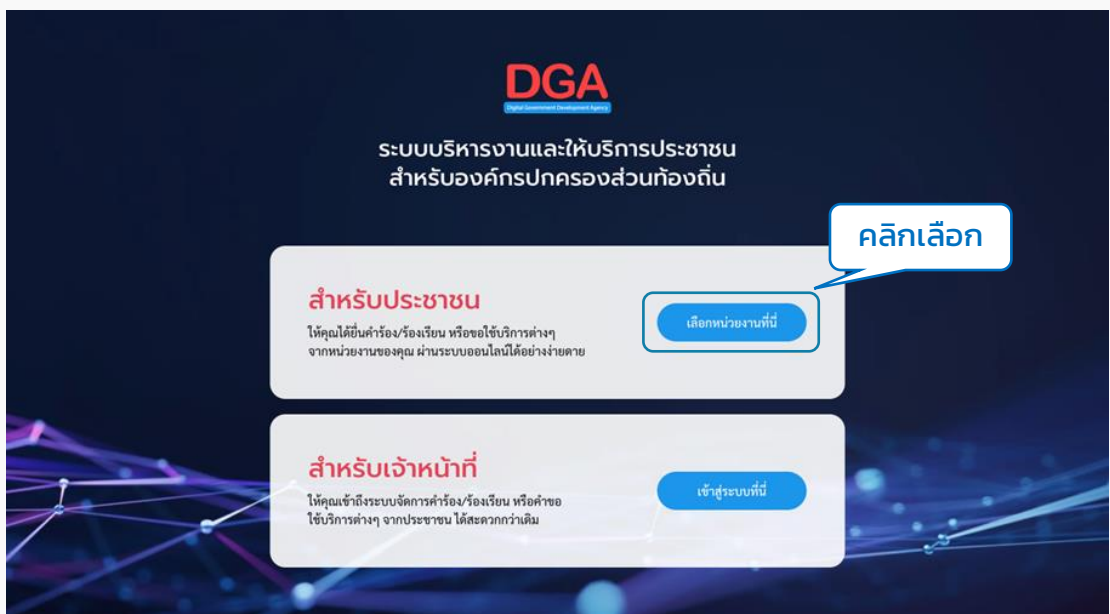 DGA
Digital Government Development Agency
ระบบบริหารงานและให้บริการประชาชน
สำหรับองค์กรปกครองส่วนท้องถิ่น
คลิกเลือก
สำหรับประชาชน
ให้คุณได้ยื่นคำร้อง/ร้องเรียน หรือขอใช้บริการต่างๆ
จากหน่วยงานของคุณ ผ่านระบบออนไลน์ได้อย่างง่ายดาย
เลือกหน่วยงานที่นี่
สำหรับเจ้าหน้าที่
ให้คุณเข้าถึงระบบจัดการคำร้อง/ร้องเรียน หรือคำขอ
ใช้บริการต่างๆ จากประชาชน ได้สะดวกกว่าเดิม
เข้าสู่ระบบที่นี่